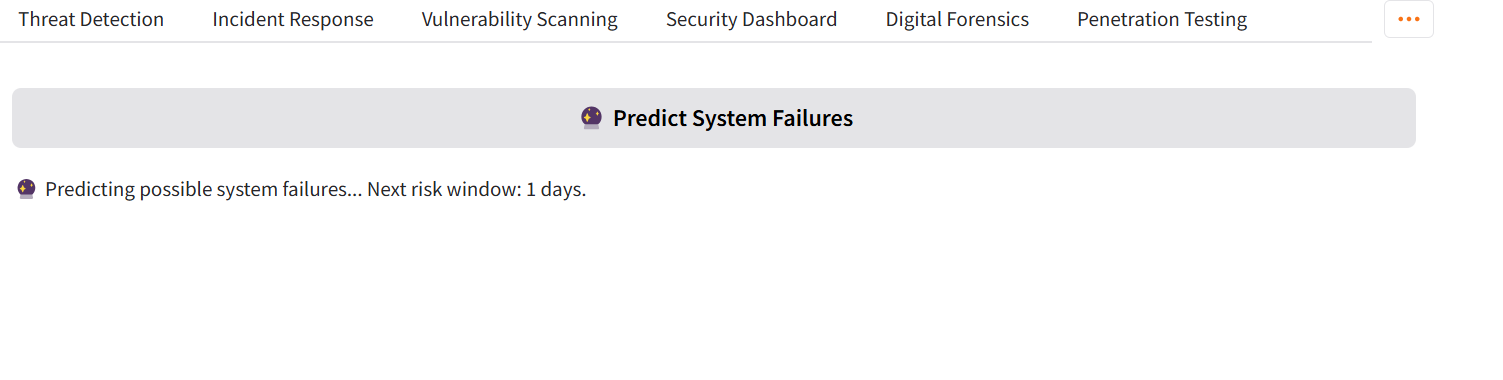 Threat Detection Incident Response Vulnerability Scanning Security Dashboard Digital Forensics Penetration Testing
Predict System Failures
Predicting possible system failures... Next risk window: 1 days.